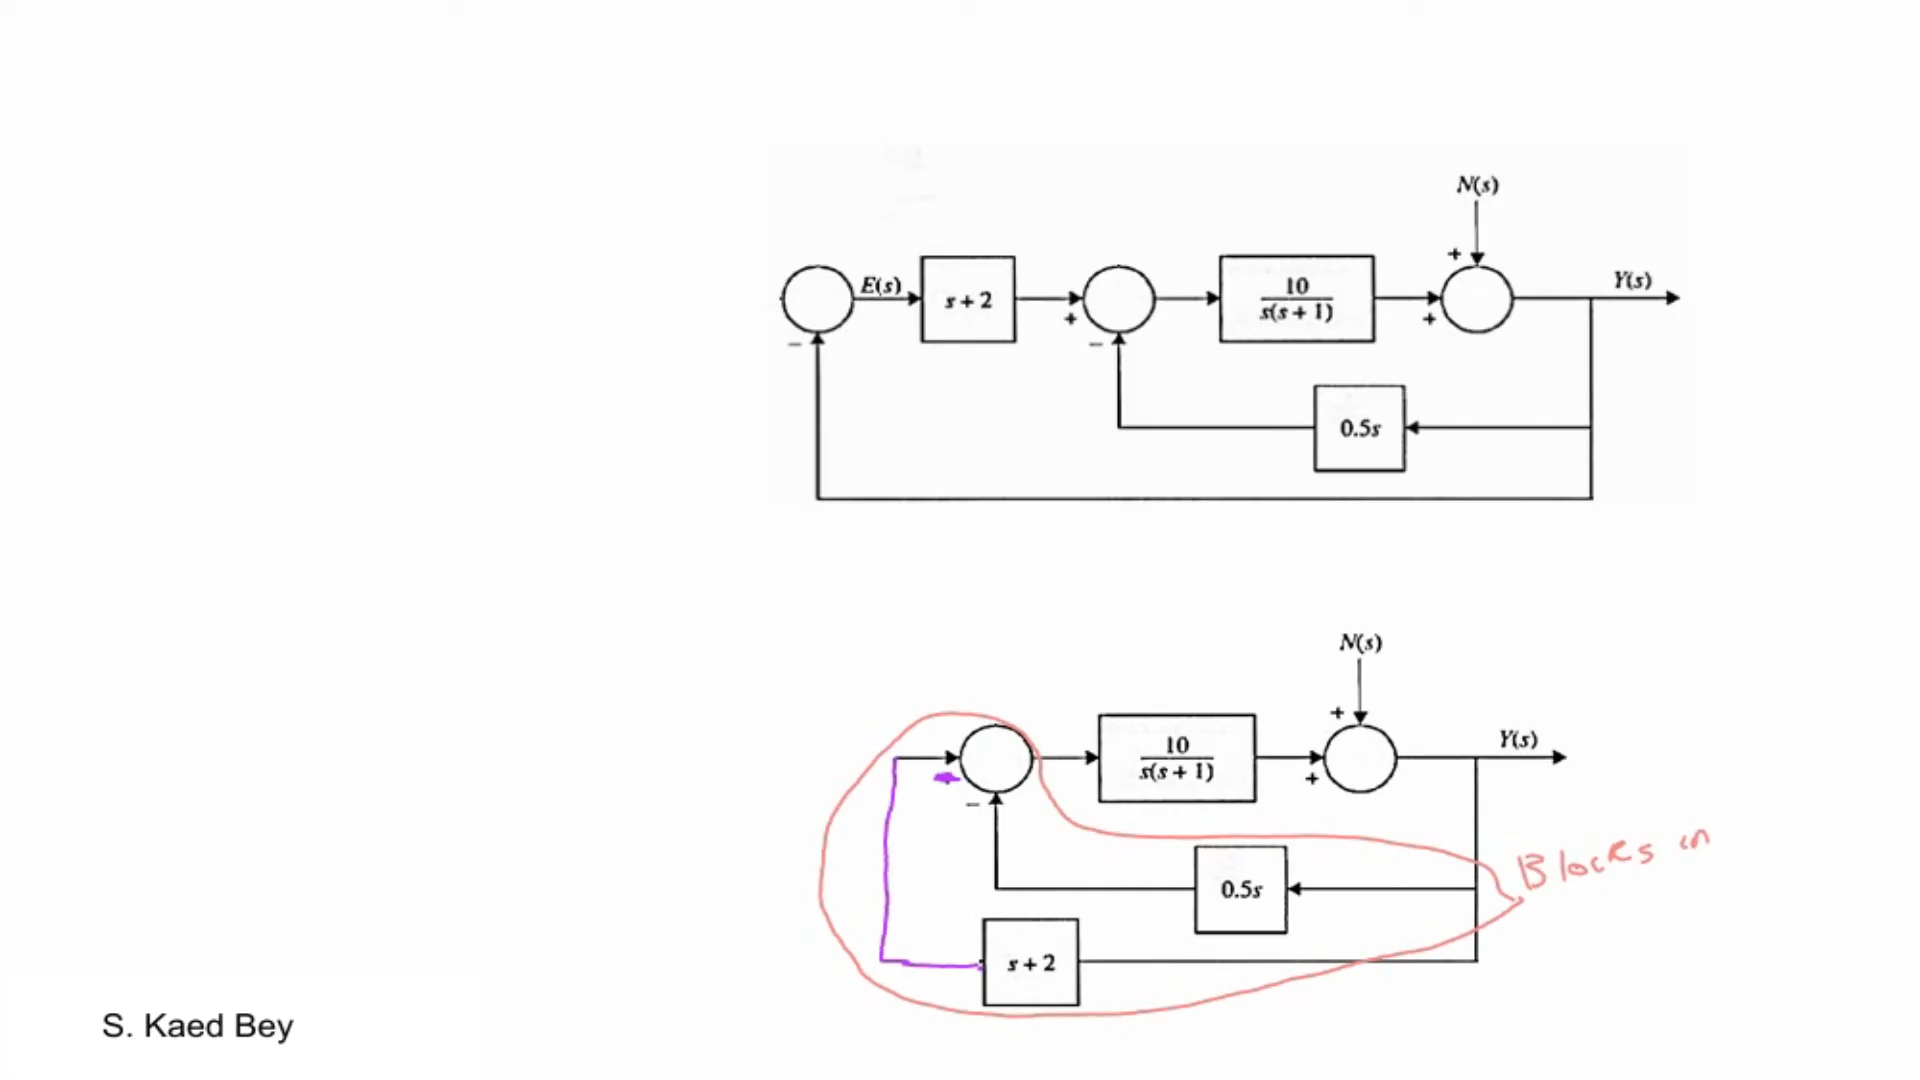 N(s)
+
E(s)
s + 2
+
10
s(s + 1)
+
Y(s)
−
−
0.5s
N(s)
+
10
s(s + 1)
+
Y(s)
−
−
0.5s
Blocks in
s + 2
S. Kaed Bey